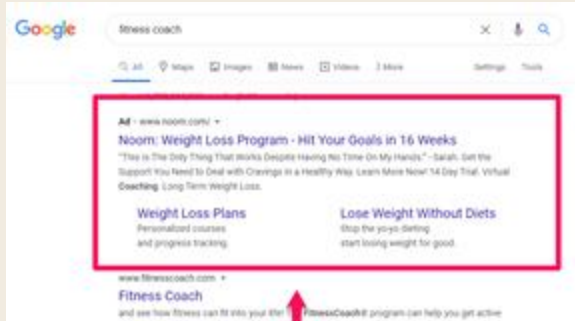 Google
fitness coach
All Maps Images News Videos More Settings Tools
Ad · www.noom.com/
Noom: Weight Loss Program - Hit Your Goals in 16 Weeks
"This Is The Only Thing That Works Despite Having No Time On My Hands." -Sarah. Get the
Support You Need to Deal with Cravings in a Healthy Way. Learn More Now! 14 Day Trial. Virtual
Coaching. Long Term Weight Loss.
Weight Loss Plans
Personalized courses
and progress tracking.
Lose Weight Without Diets
Stop the yo-yo dieting
start losing weight for good.
www.fitnesscoach.com
Fitness Coach
and see how fitness can fit into your life! FitnessCoach® program can help you get active